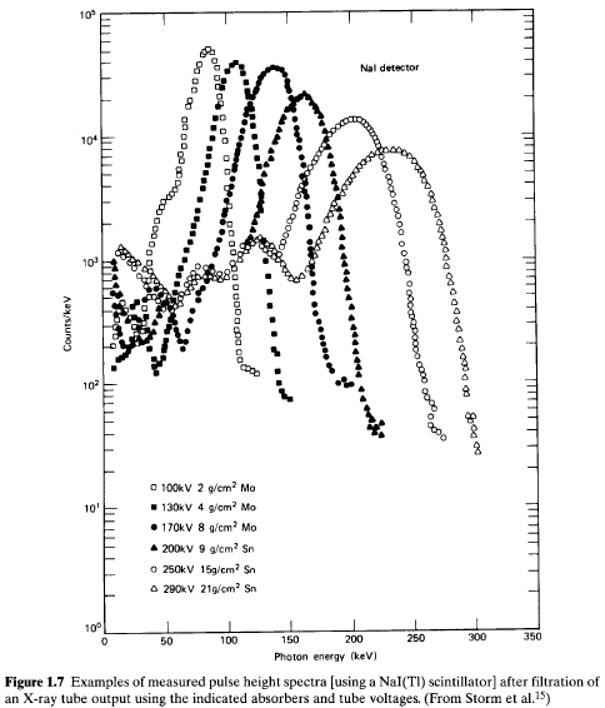 10⁵
NaI detector
10⁴
10³
Counts/keV
10²
□ 100kV 2 g/cm² Mo
■ 130kV 4 g/cm² Mo
10¹
● 170kV 8 g/cm² Mo
▲ 200kV 9 g/cm² Sn
○ 250kV 15g/cm² Sn
△ 290kV 21g/cm² Sn
10⁰
0 50 100 150 200 250 300 350
Photon energy (keV)
Figure 1.7 Examples of measured pulse height spectra [using a NaI(Tl) scintillator] after filtration of
an X-ray tube output using the indicated absorbers and tube voltages. (From Storm et al.¹⁵)